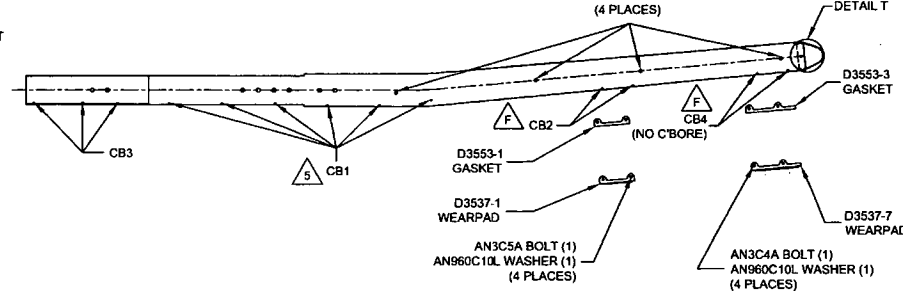 (4 PLACES)
DETAIL T
T
D3553-3
GASKET
F
CB2
F
CB4
(NO C'BORE)
CB3
5
CB1
D3553-1
GASKET
D3537-1
WEARPAD
D3537-7
WEARPAD
AN3C5A BOLT (1)
AN960C10L WASHER (1)
(4 PLACES)
AN3C4A BOLT (1)
AN960C10L WASHER (1)
(4 PLACES)